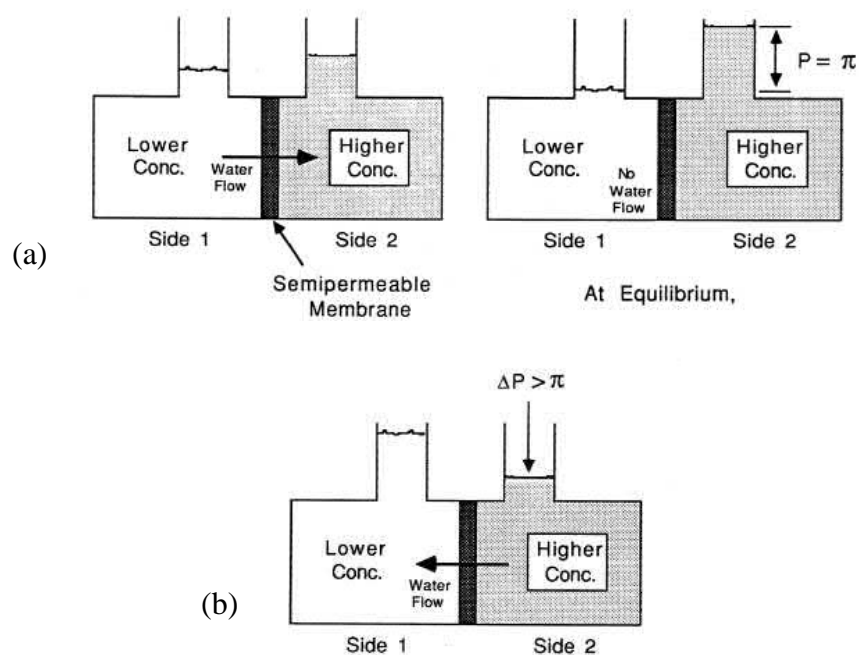 P = π
Lower
Conc.
Water
Flow
Higher
Conc.
Side 1
Side 2
(a)
Semipermeable
Membrane
Lower
Conc.
No
Water
Flow
Higher
Conc.
Side 1
Side 2
At Equilibrium,
ΔP > π
Lower
Conc.
Water
Flow
Higher
Conc.
(b)
Side 1
Side 2